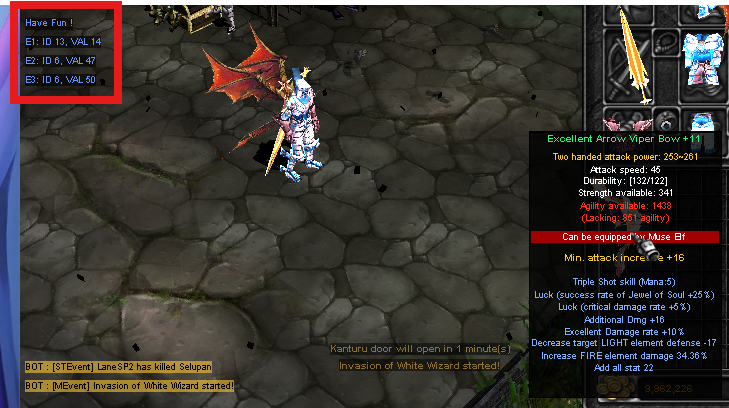 Have Fun !
E1: ID 13, VAL 14
E2: ID 6, VAL 47
E3: ID 6, VAL 50
Excellent Arrow Viper Bow +11
Two handed attack power: 253~261
Attack speed: 45
Durability: [132/122]
Strength available: 341
Agility available: 1438
(Lacking: 351 agility)
Can be equipped by Muse Elf
Min. attack increase +16
Triple Shot skill (Mana:5)
Luck (success rate of Jewel of Soul +25%)
Luck (critical damage rate +5%)
Additional Dmg +16
Excellent Damage rate +10%
Decrease target LIGHT element defense -17
Increase FIRE element damage 34.36%
Add all stat 22
9,962,226
Kanturu door will open in 1 minute(s)
Invasion of White Wizard started!
BOT : [STEvent] LaneSP2 has killed Selupan
BOT : [MEvent] Invasion of White Wizard started!